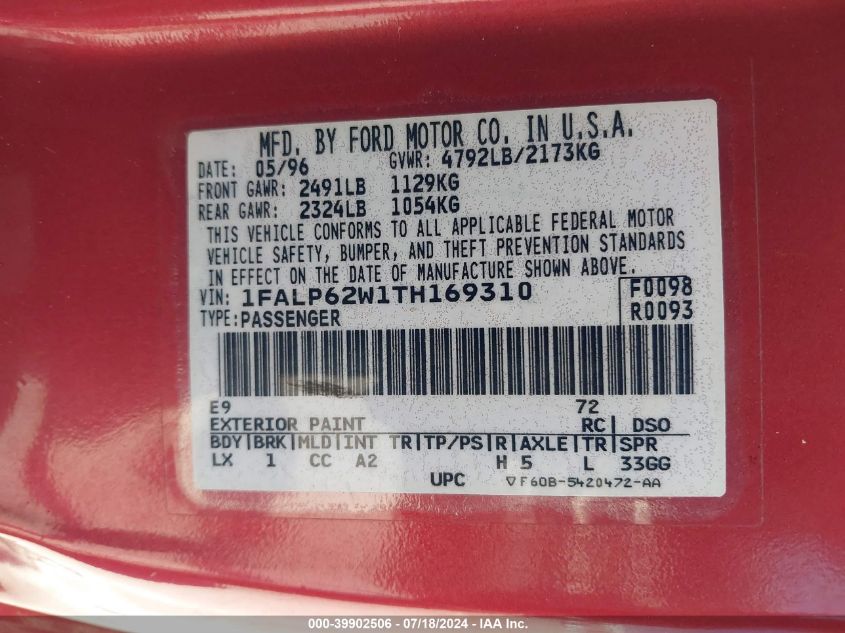 MFD. BY FORD MOTOR CO. IN U.S.A.
DATE: 05/96 GVWR: 4792LB/2173KG
FRONT GAWR: 2491LB 1129KG
REAR GAWR: 2324LB 1054KG
THIS VEHICLE CONFORMS TO ALL APPLICABLE FEDERAL MOTOR
VEHICLE SAFETY, BUMPER, AND THEFT PREVENTION STANDARDS
IN EFFECT ON THE DATE OF MANUFACTURE SHOWN ABOVE.
VIN: 1FALP62W1TH169310 F0098
TYPE: PASSENGER R0093
E9 72
EXTERIOR PAINT RC| DSO
BDY|BRK|MLD|INT TR|TP/PS|R|AXLE|TR|SPR
LX 1 CC A2 H 5 L 33GG
UPC ▽F60B-5420472-AA
000-39902506 - 07/18/2024 - IAA Inc.